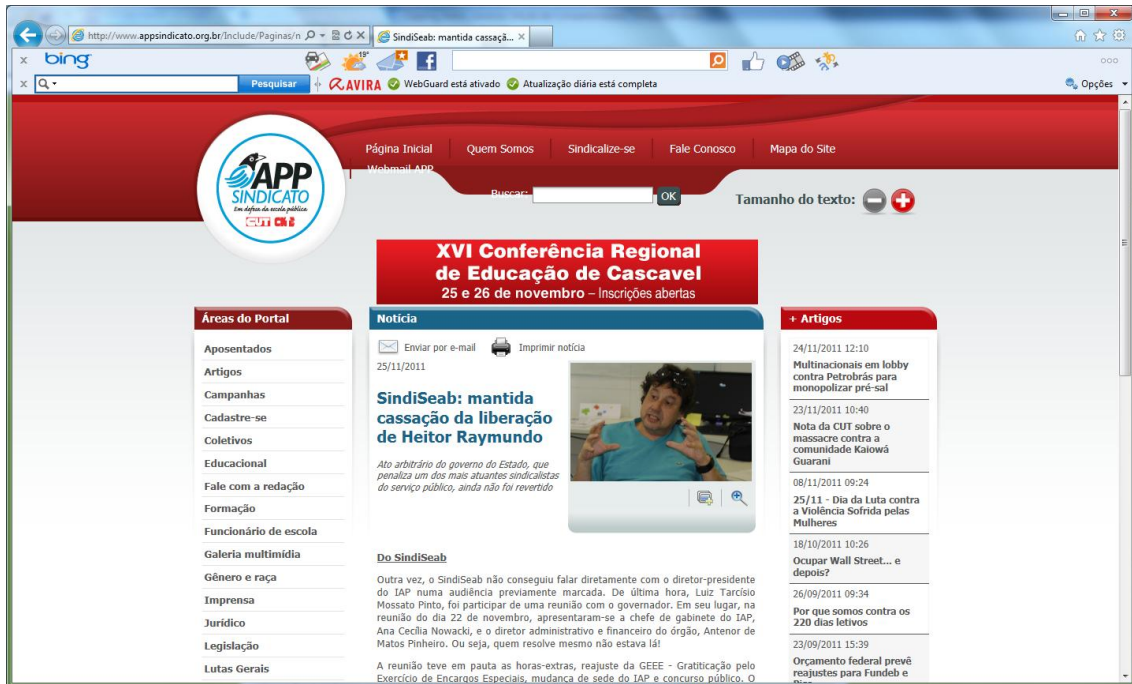 http://www.appsindicato.org.br/Include/Paginas/n
SindiSeab: mantida cassaçã...
bing
18°
Pesquisar
AVIRA
WebGuard está ativado
Atualização diária está completa
Opções
Página Inicial
Quem Somos
Sindicalize-se
Fale Conosco
Mapa do Site
Webmail APP
Buscar:
OK
Tamanho do texto:
APP
SINDICATO
Em defesa da escola pública
CUT
XVI Conferência Regional
de Educação de Cascavel
25 e 26 de novembro – Inscrições abertas
Áreas do Portal
Aposentados
Artigos
Campanhas
Cadastre-se
Coletivos
Educacional
Fale com a redação
Formação
Funcionário de escola
Galeria multimídia
Gênero e raça
Imprensa
Jurídico
Legislação
Lutas Gerais
Notícia
Enviar por e-mail
Imprimir notícia
25/11/2011
SindiSeab: mantida
cassação da liberação
de Heitor Raymundo
Ato arbitrário do governo do Estado, que
penaliza um dos mais atuantes sindicalistas
do serviço público, ainda não foi revertido
Do SindiSeab
Outra vez, o SindiSeab não conseguiu falar diretamente com o diretor-presidente
do IAP numa audiência previamente marcada. De última hora, Luiz Tarcísio
Mossato Pinto, foi participar de uma reunião com o governador. Em seu lugar, na
reunião do dia 22 de novembro, apresentaram-se a chefe de gabinete do IAP,
Ana Cecília Nowacki, e o diretor administrativo e financeiro do órgão, Antenor de
Matos Pinheiro. Ou seja, quem resolve mesmo não estava lá!
A reunião teve em pauta as horas-extras, reajuste da GEEE - Gratiticação pelo
Exercício de Encargos Especiais, mudança de sede do IAP e concurso público. O
+ Artigos
24/11/2011 12:10
Multinacionais em lobby
contra Petrobrás para
monopolizar pré-sal
23/11/2011 10:40
Nota da CUT sobre o
massacre contra a
comunidade Kaiowá
Guarani
08/11/2011 09:24
25/11 - Dia da Luta contra
a Violência Sofrida pelas
Mulheres
18/10/2011 10:26
Ocupar Wall Street... e
depois?
26/09/2011 09:34
Por que somos contra os
220 dias letivos
23/09/2011 15:39
Orçamento federal prevê
reajustes para Fundeb e